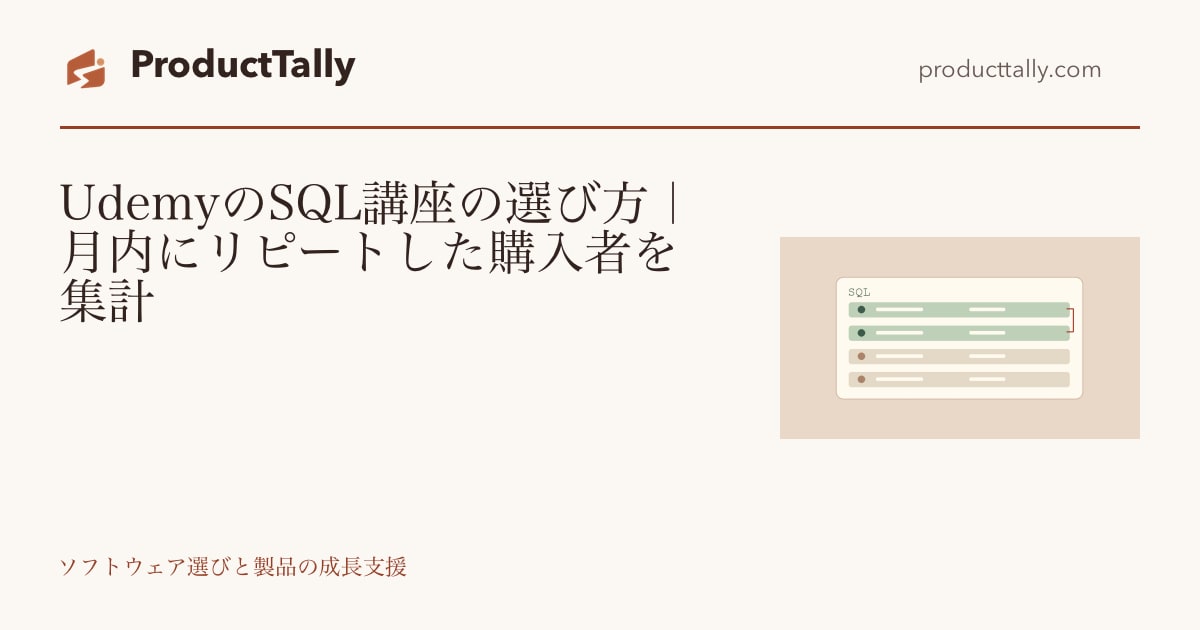 ProductTally
producttally.com
UdemyのSQL講座の選び方｜
月内にリピートした購入者を
集計
SQL
ソフトウェア選びと製品の成長支援